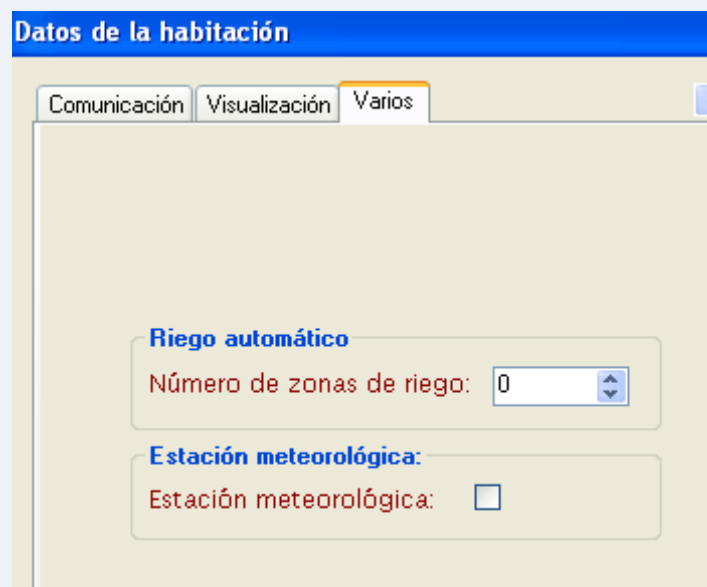 Datos de la habitación
Comunicación Visualización Varios
Riego automático
Número de zonas de riego: 0
Estación meteorológica:
Estación meteorológica: